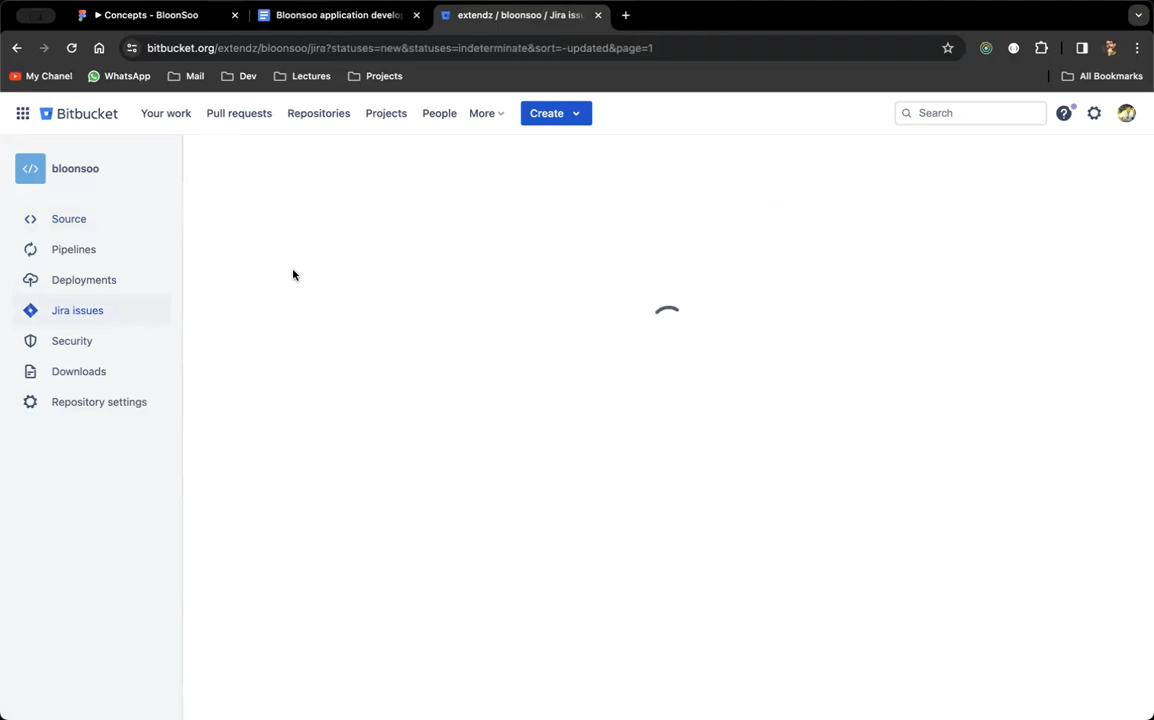 Concepts - BloonSoo
Bloonsoo application develo
extendz / bloonsoo / Jira issu
bitbucket.org/extendz/bloonsoo/jira?statuses=new&statuses=indeterminate&sort=-updated&page=1
My Chanel
WhatsApp
Mail
Dev
Lectures
Projects
All Bookmarks
Bitbucket
Your work
Pull requests
Repositories
Projects
People
More
Create
Search
bloonsoo
Source
Pipelines
Deployments
Jira issues
Security
Downloads
Repository settings